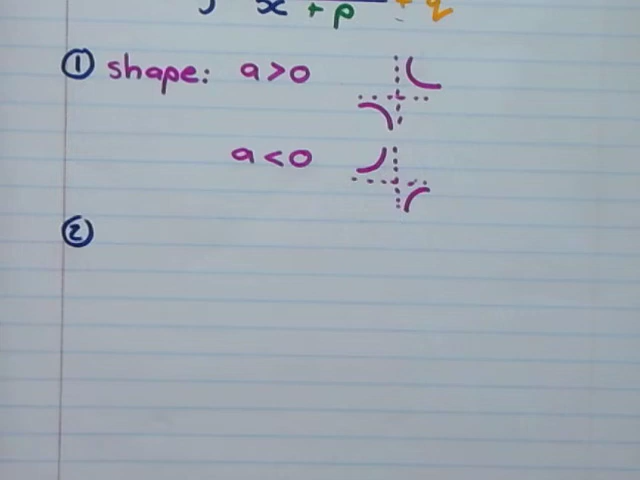 x + p + q
① shape: a > 0
a < 0
②